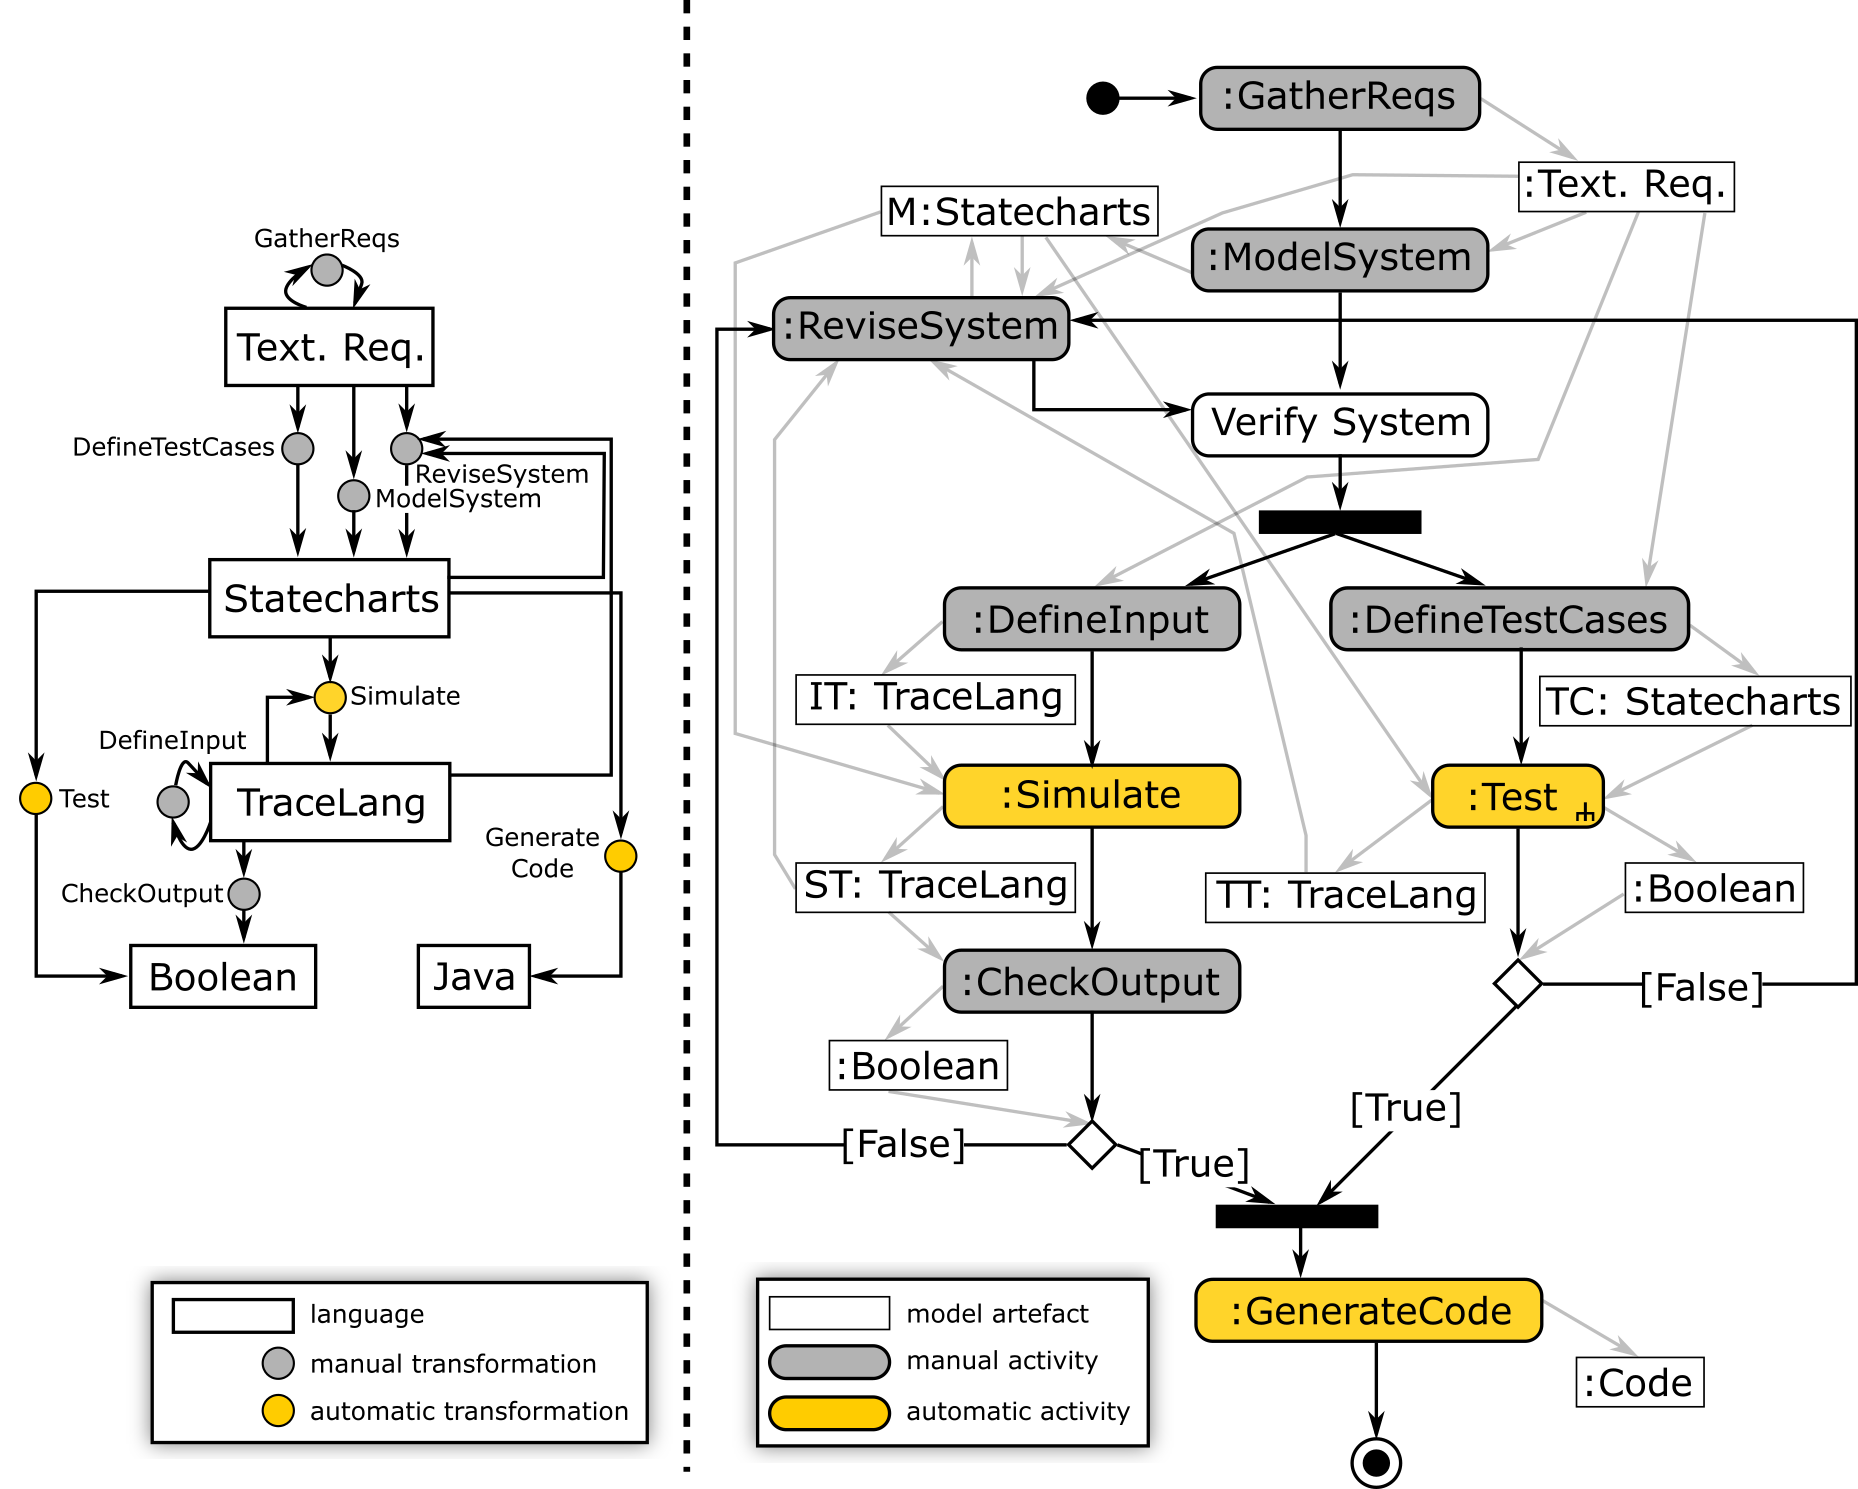 GatherReqs
Text. Req.
DefineTestCases
ReviseSystem
ModelSystem
Statecharts
Simulate
DefineInput
Test
TraceLang
Generate
Code
CheckOutput
Boolean
Java
language
manual transformation
automatic transformation
:GatherReqs
:Text. Req.
M:Statecharts
:ModelSystem
:ReviseSystem
Verify System
:DefineInput
:DefineTestCases
IT: TraceLang
TC: Statecharts
:Simulate
:Test
ST: TraceLang
TT: TraceLang
:Boolean
:CheckOutput
[False]
:Boolean
[True]
[False]
[True]
:GenerateCode
:Code
model artefact
manual activity
automatic activity